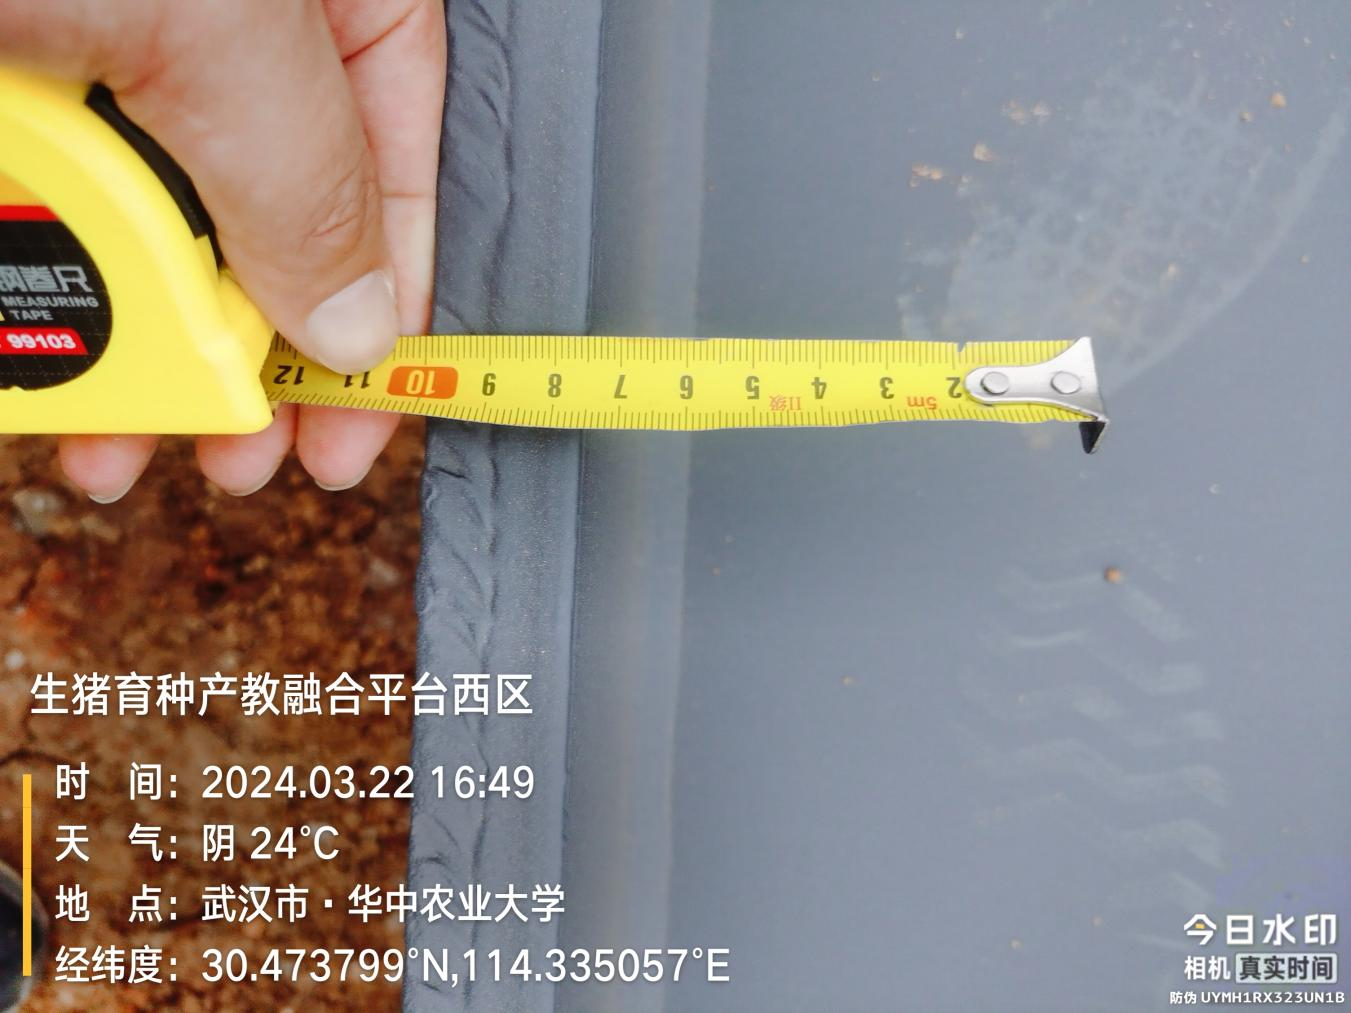 钢卷尺
MEASURING
TAPE
99103
12 11 10 9 8 7 6 5 4 3 2
II级
5m
生猪育种产教融合平台西区
时 间：2024.03.22 16:49
天 气：阴 24°C
地 点：武汉市·华中农业大学
经纬度：30.473799°N,114.335057°E
今日水印
相机 真实时间
防伪 UYMH1RX323UN1B